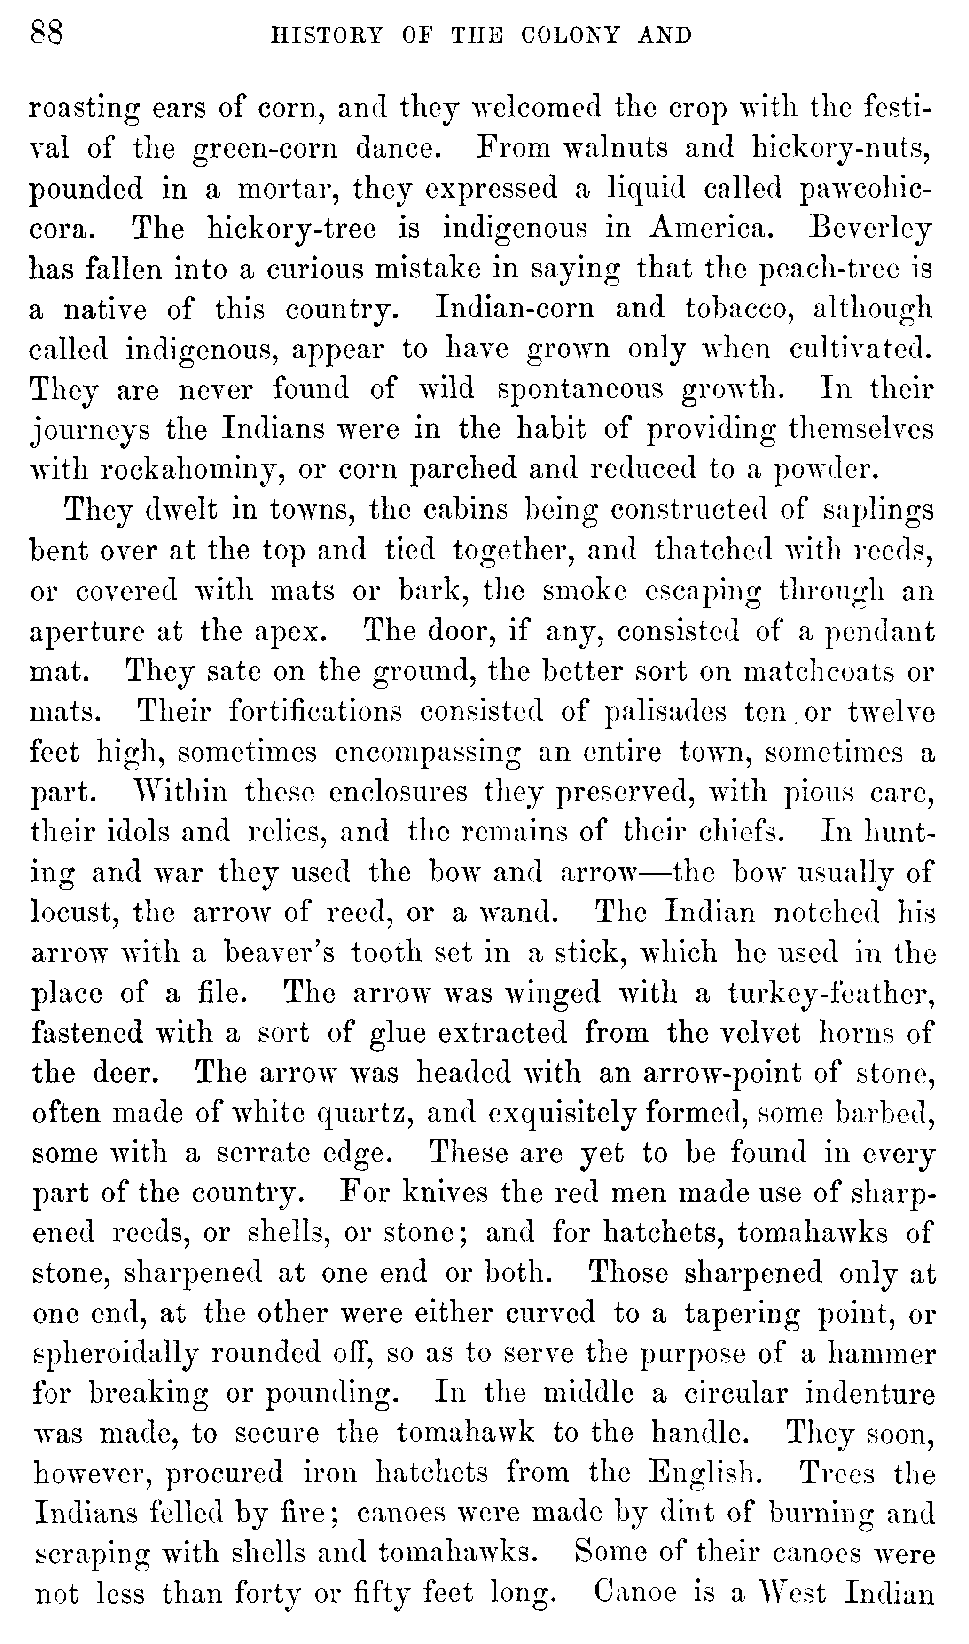 88 HISTORY OF THE COLONY AND
roasting ears of corn, and they welcomed the crop with the festi-
val of the green-corn dance. From walnuts and hickory-nuts,
pounded in a mortar, they expressed a liquid called pawcohic-
cora. The hickory-tree is indigenous in America. Beverley
has fallen into a curious mistake in saying that the peach-tree is
a native of this country. Indian-corn and tobacco, although
called indigenous, appear to have grown only when cultivated.
They are never found of wild spontaneous growth. In their
journeys the Indians were in the habit of providing themselves
with rockahominy, or corn parched and reduced to a powder.
They dwelt in towns, the cabins being constructed of saplings
bent over at the top and tied together, and thatched with reeds,
or covered with mats or bark, the smoke escaping through an
aperture at the apex. The door, if any, consisted of a pendant
mat. They sate on the ground, the better sort on matchcoats or
mats. Their fortifications consisted of palisades ten or twelve
feet high, sometimes encompassing an entire town, sometimes a
part. Within these enclosures they preserved, with pious care,
their idols and relics, and the remains of their chiefs. In hunt-
ing and war they used the bow and arrow—the bow usually of
locust, the arrow of reed, or a wand. The Indian notched his
arrow with a beaver's tooth set in a stick, which he used in the
place of a file. The arrow was winged with a turkey-feather,
fastened with a sort of glue extracted from the velvet horns of
the deer. The arrow was headed with an arrow-point of stone,
often made of white quartz, and exquisitely formed, some barbed,
some with a serrate edge. These are yet to be found in every
part of the country. For knives the red men made use of sharp-
ened reeds, or shells, or stone; and for hatchets, tomahawks of
stone, sharpened at one end or both. Those sharpened only at
one end, at the other were either curved to a tapering point, or
spheroidally rounded off, so as to serve the purpose of a hammer
for breaking or pounding. In the middle a circular indenture
was made, to secure the tomahawk to the handle. They soon,
however, procured iron hatchets from the English. Trees the
Indians felled by fire; canoes were made by dint of burning and
scraping with shells and tomahawks. Some of their canoes were
not less than forty or fifty feet long. Canoe is a West Indian